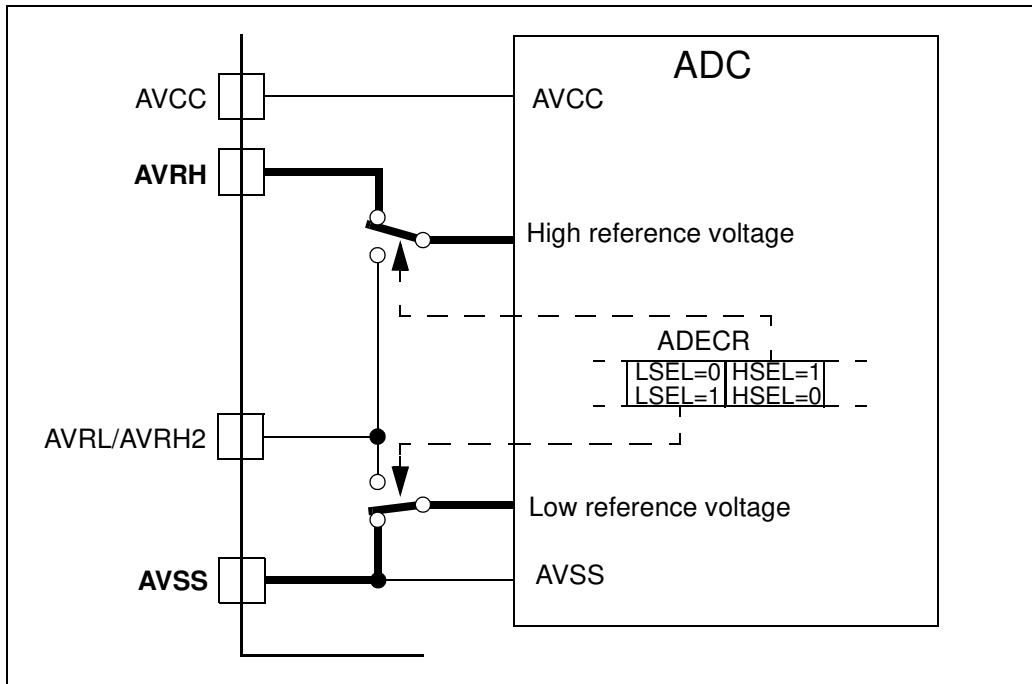 ADC
AVCC
AVCC
AVRH
High reference voltage
ADECR
LSEL=0 HSEL=1
LSEL=1 HSEL=0
AVRL/AVRH2
Low reference voltage
AVSS
AVSS